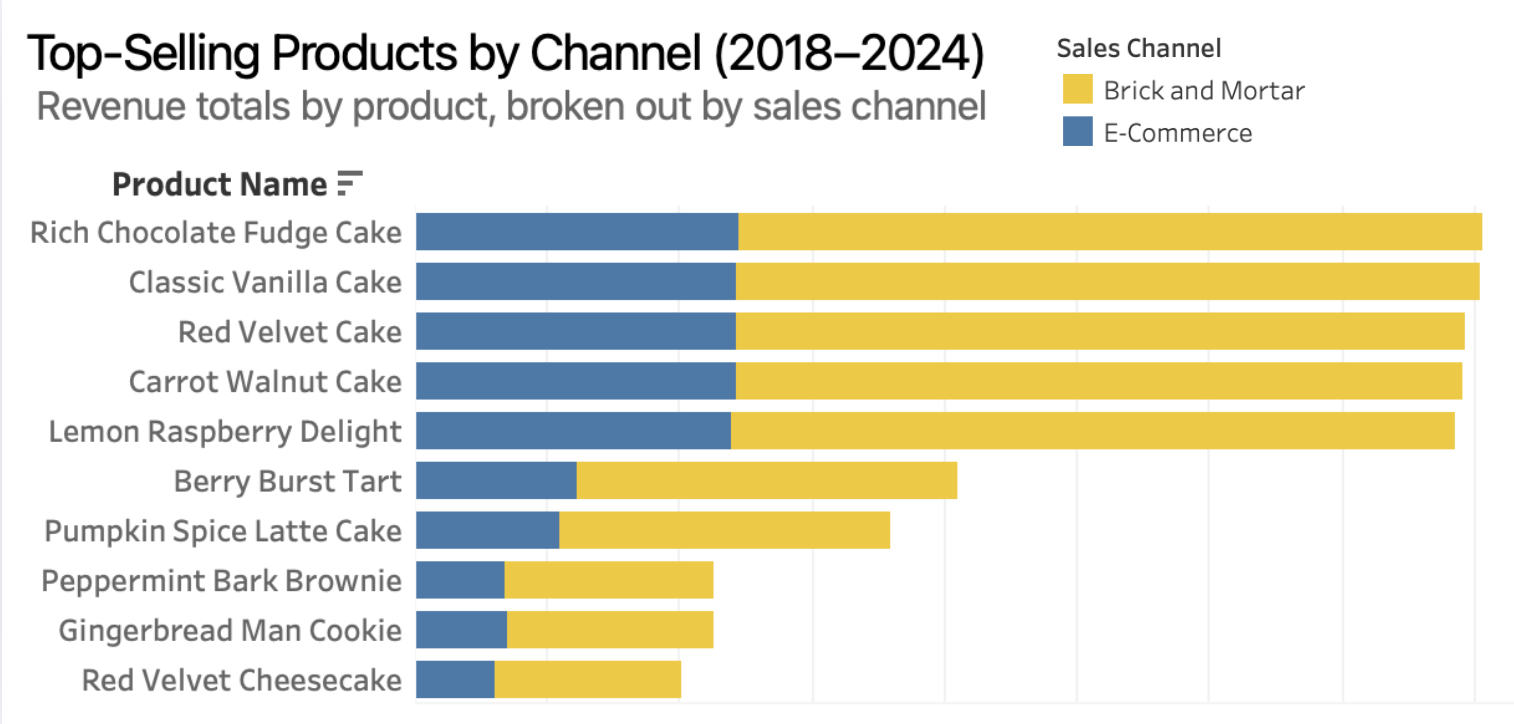 Top-Selling Products by Channel (2018–2024)
Revenue totals by product, broken out by sales channel
Sales Channel
Brick and Mortar
E-Commerce
Product Name
Rich Chocolate Fudge Cake
Classic Vanilla Cake
Red Velvet Cake
Carrot Walnut Cake
Lemon Raspberry Delight
Berry Burst Tart
Pumpkin Spice Latte Cake
Peppermint Bark Brownie
Gingerbread Man Cookie
Red Velvet Cheesecake